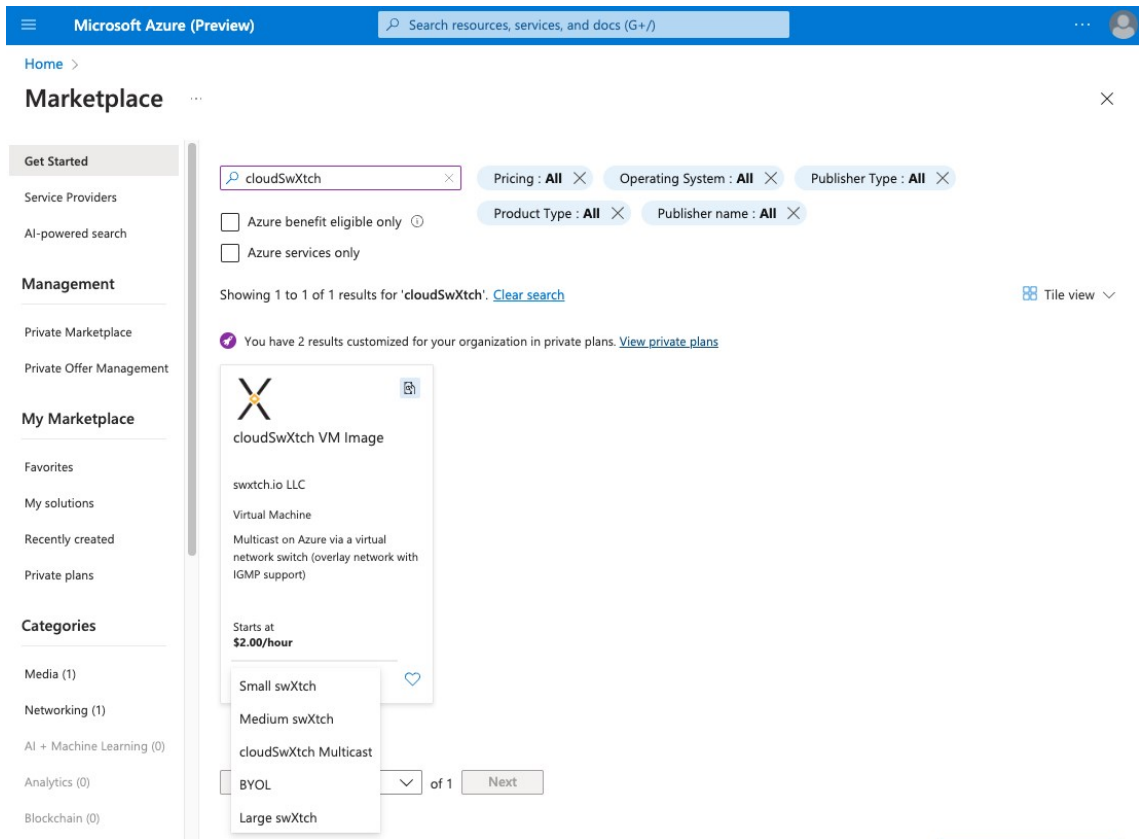 Microsoft Azure (Preview)
Search resources, services, and docs (G+/)
Home >
Marketplace
Get Started
Service Providers
AI-powered search
Management
Private Marketplace
Private Offer Management
My Marketplace
Favorites
My solutions
Recently created
Private plans
Categories
Media (1)
Networking (1)
AI + Machine Learning (0)
Analytics (0)
Blockchain (0)
cloudSwXtch
Pricing : All
Operating System : All
Publisher Type : All
Product Type : All
Publisher name : All
Azure benefit eligible only
Azure services only
Showing 1 to 1 of 1 results for 'cloudSwXtch'. Clear search
Tile view
You have 2 results customized for your organization in private plans. View private plans
cloudSwXtch VM Image
swxtch.io LLC
Virtual Machine
Multicast on Azure via a virtual
network switch (overlay network with
IGMP support)
Starts at
$2.00/hour
Small swXtch
Medium swXtch
cloudSwXtch Multicast
BYOL
Large swXtch
of 1
Next